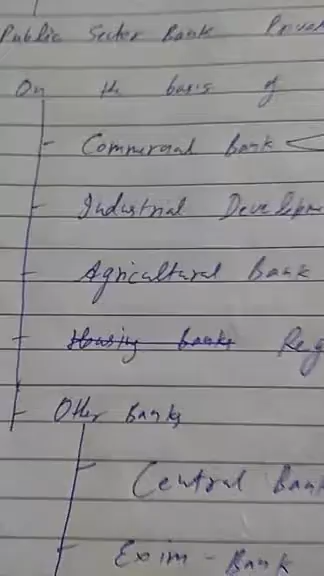 Public Sector Bank
On the basis of
Commercial Bank
Industrial
Agricultural Bank
Housing Banks
Other Banks
Central Bank
Exim - Bank